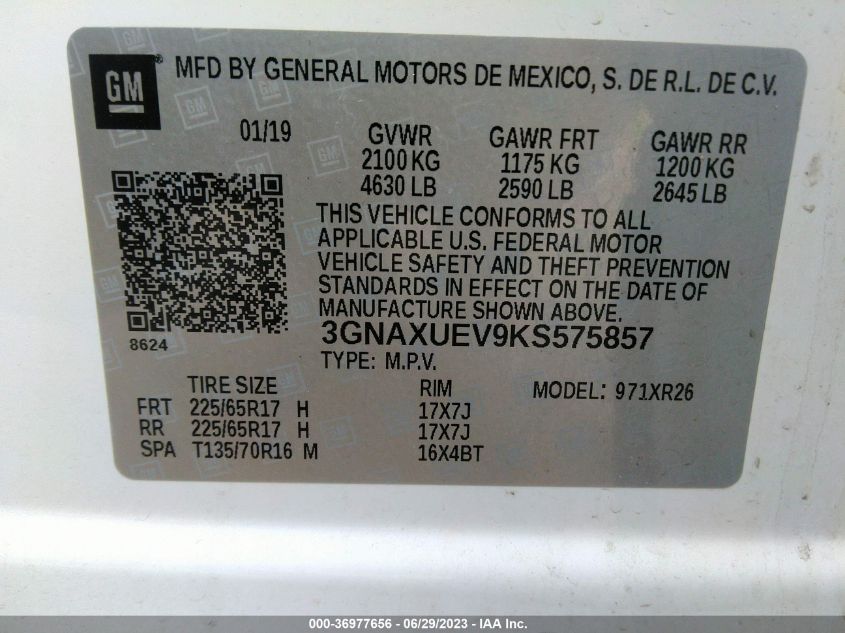 GM
MFD BY GENERAL MOTORS DE MEXICO, S. DE R.L. DE C.V.
01/19 GVWR GAWR FRT GAWR RR
2100 KG 1175 KG 1200 KG
4630 LB 2590 LB 2645 LB
THIS VEHICLE CONFORMS TO ALL
APPLICABLE U.S. FEDERAL MOTOR
VEHICLE SAFETY AND THEFT PREVENTION
STANDARDS IN EFFECT ON THE DATE OF
MANUFACTURE SHOWN ABOVE.
8624
3GNAXUEV9KS575857
TYPE: M.P.V.
TIRE SIZE RIM MODEL: 971XR26
FRT 225/65R17 H 17X7J
RR 225/65R17 H 17X7J
SPA T135/70R16 M 16X4BT
000-36977656 - 06/29/2023 - IAA Inc.